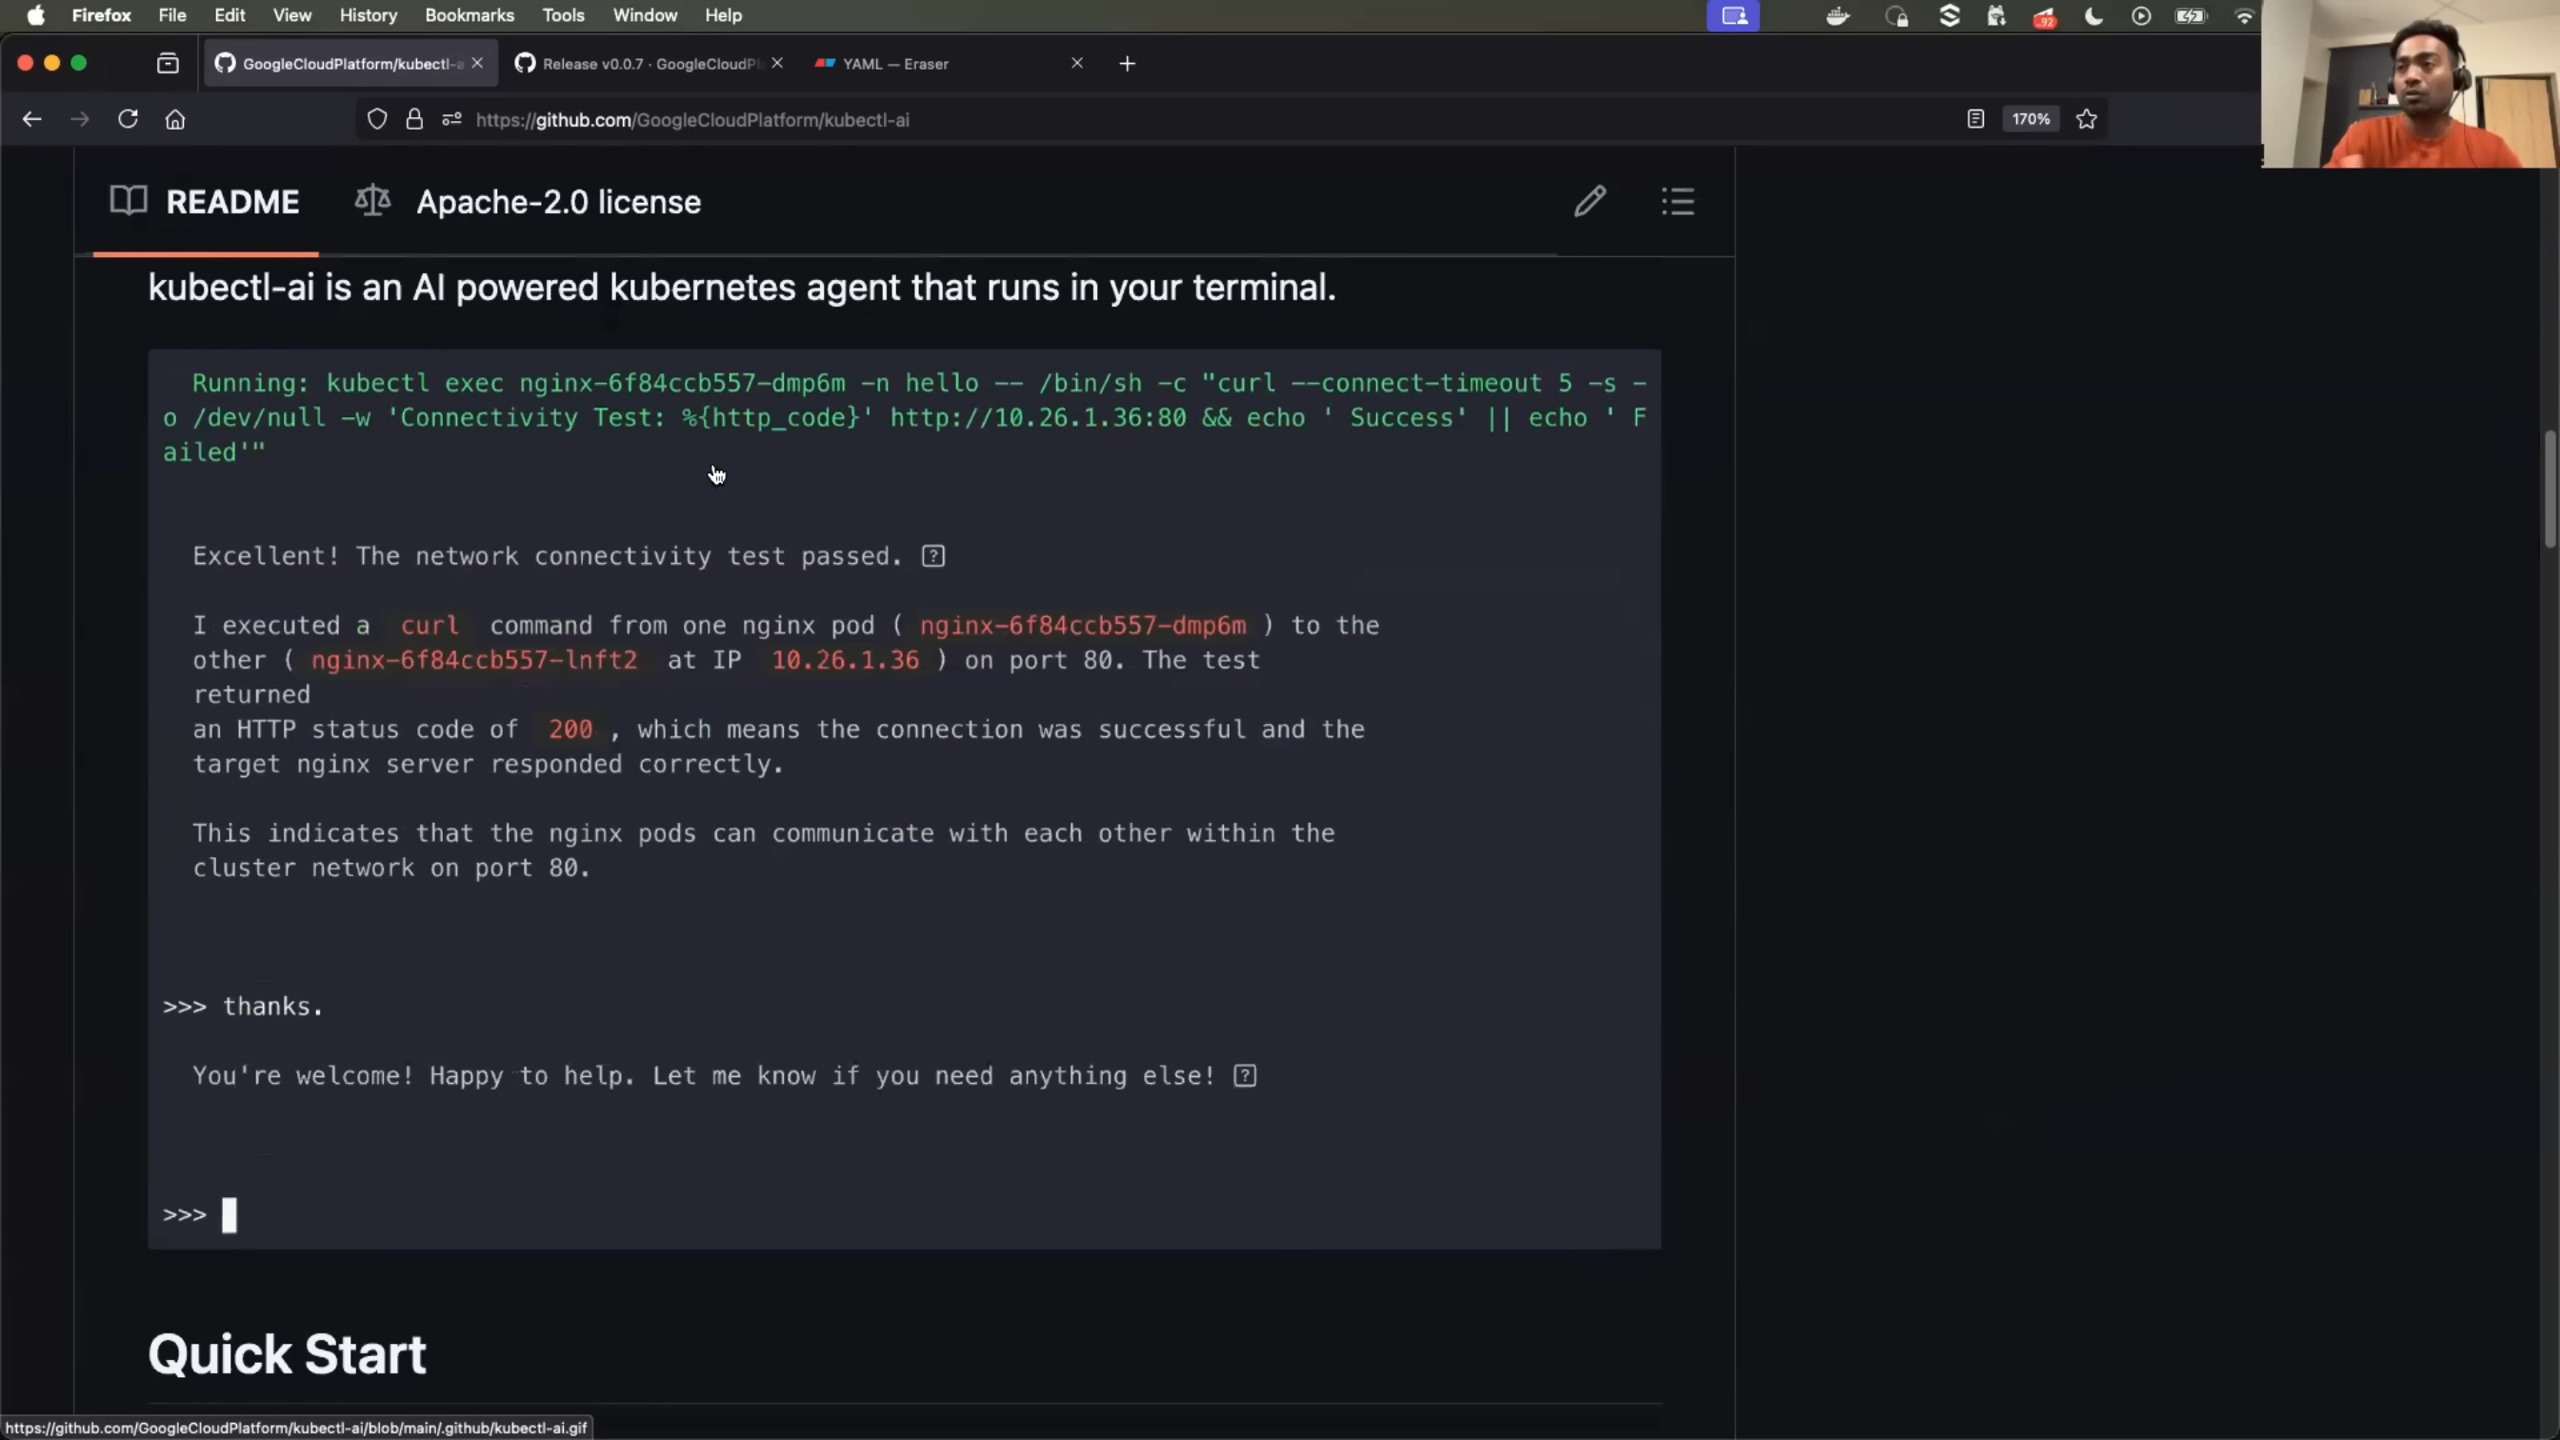 Firefox File Edit View History Bookmarks Tools Window Help
92
GoogleCloudPlatform/kubectl-a
Release v0.0.7 · GoogleCloudPl
YAML — Eraser
https://github.com/GoogleCloudPlatform/kubectl-ai
170%
README
Apache-2.0 license
kubectl-ai is an AI powered kubernetes agent that runs in your terminal.
Running: kubectl exec nginx-6f84ccb557-dmp6m -n hello -- /bin/sh -c "curl --connect-timeout 5 -s -
o /dev/null -w 'Connectivity Test: %{http_code}' http://10.26.1.36:80 && echo ' Success' || echo ' F
ailed'"
Excellent! The network connectivity test passed. ?
I executed a curl command from one nginx pod ( nginx-6f84ccb557-dmp6m ) to the
other ( nginx-6f84ccb557-lnft2 at IP 10.26.1.36 ) on port 80. The test
returned
an HTTP status code of 200 , which means the connection was successful and the
target nginx server responded correctly.
This indicates that the nginx pods can communicate with each other within the
cluster network on port 80.
>>> thanks.
You're welcome! Happy to help. Let me know if you need anything else! ?
>>>
Quick Start
https://github.com/GoogleCloudPlatform/kubectl-ai/blob/main/.github/kubectl-ai.gif